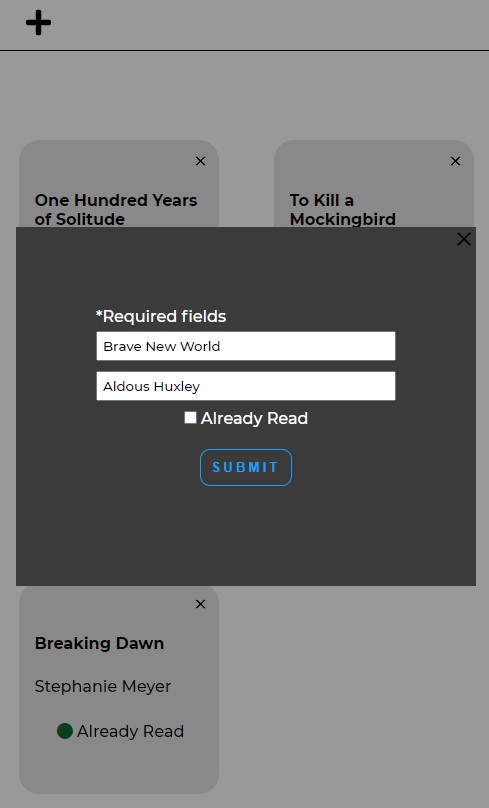 One Hundred Years
of Solitude
To Kill a
Mockingbird
*Required fields
Brave New World
Aldous Huxley
Already Read
SUBMIT
Breaking Dawn
Stephanie Meyer
Already Read